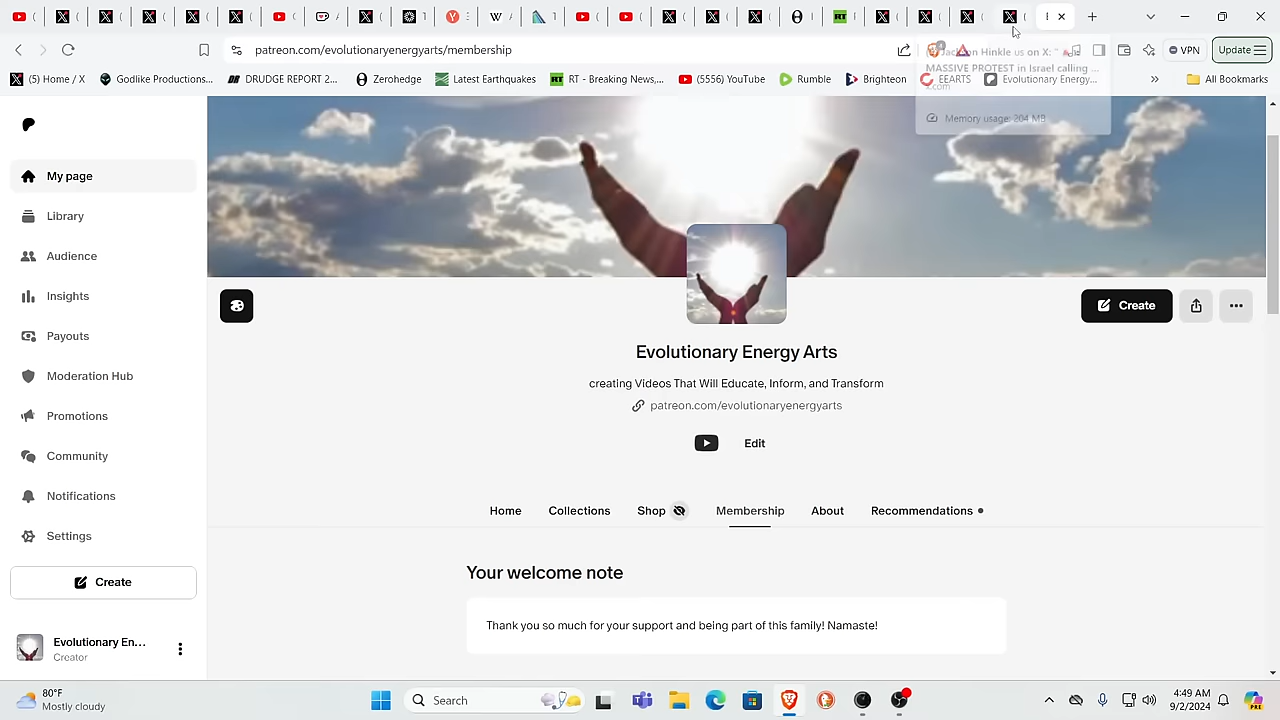 patreon.com/evolutionaryenergyarts/membership
VPN
Update
(5) Home / X
Godlike Productions...
DRUDGE REPORT 2...
Zerohedge
Latest Earthquakes
RT - Breaking News,...
(5556) YouTube
Rumble
Brighteon
EEARTS
Evolutionary Energy...
All Bookmarks
Hinkle us on X: "
MASSIVE PROTEST in Israel calling ...
x.com
Memory usage: 204 MB
My page
Library
Audience
Insights
Payouts
Moderation Hub
Promotions
Community
Notifications
Settings
Create
Evolutionary En...
Creator
Create
Evolutionary Energy Arts
creating Videos That Will Educate, Inform, and Transform
patreon.com/evolutionaryenergyarts
Edit
Home
Collections
Shop
Membership
About
Recommendations
Your welcome note
Thank you so much for your support and being part of this family! Namaste!
80°F
Mostly cloudy
Search
4:49 AM
9/2/2024